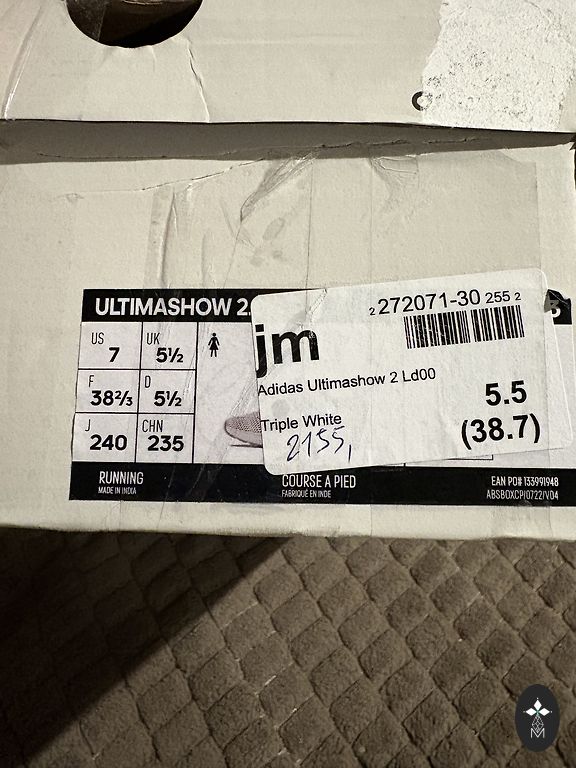 ULTIMASHOW 2.
US 7
UK 5½
F 38⅔
D 5½
J 240
CHN 235
RUNNING
MADE IN INDIA
COURSE A PIED
FABRIQUÉ EN INDE
EAN PO# 133991948
ABSBOXCP|0722|V04
2 272071-30 255 2
jm
Adidas Ultimashow 2 Ld00
Triple White
5.5
(38.7)
2155,
M